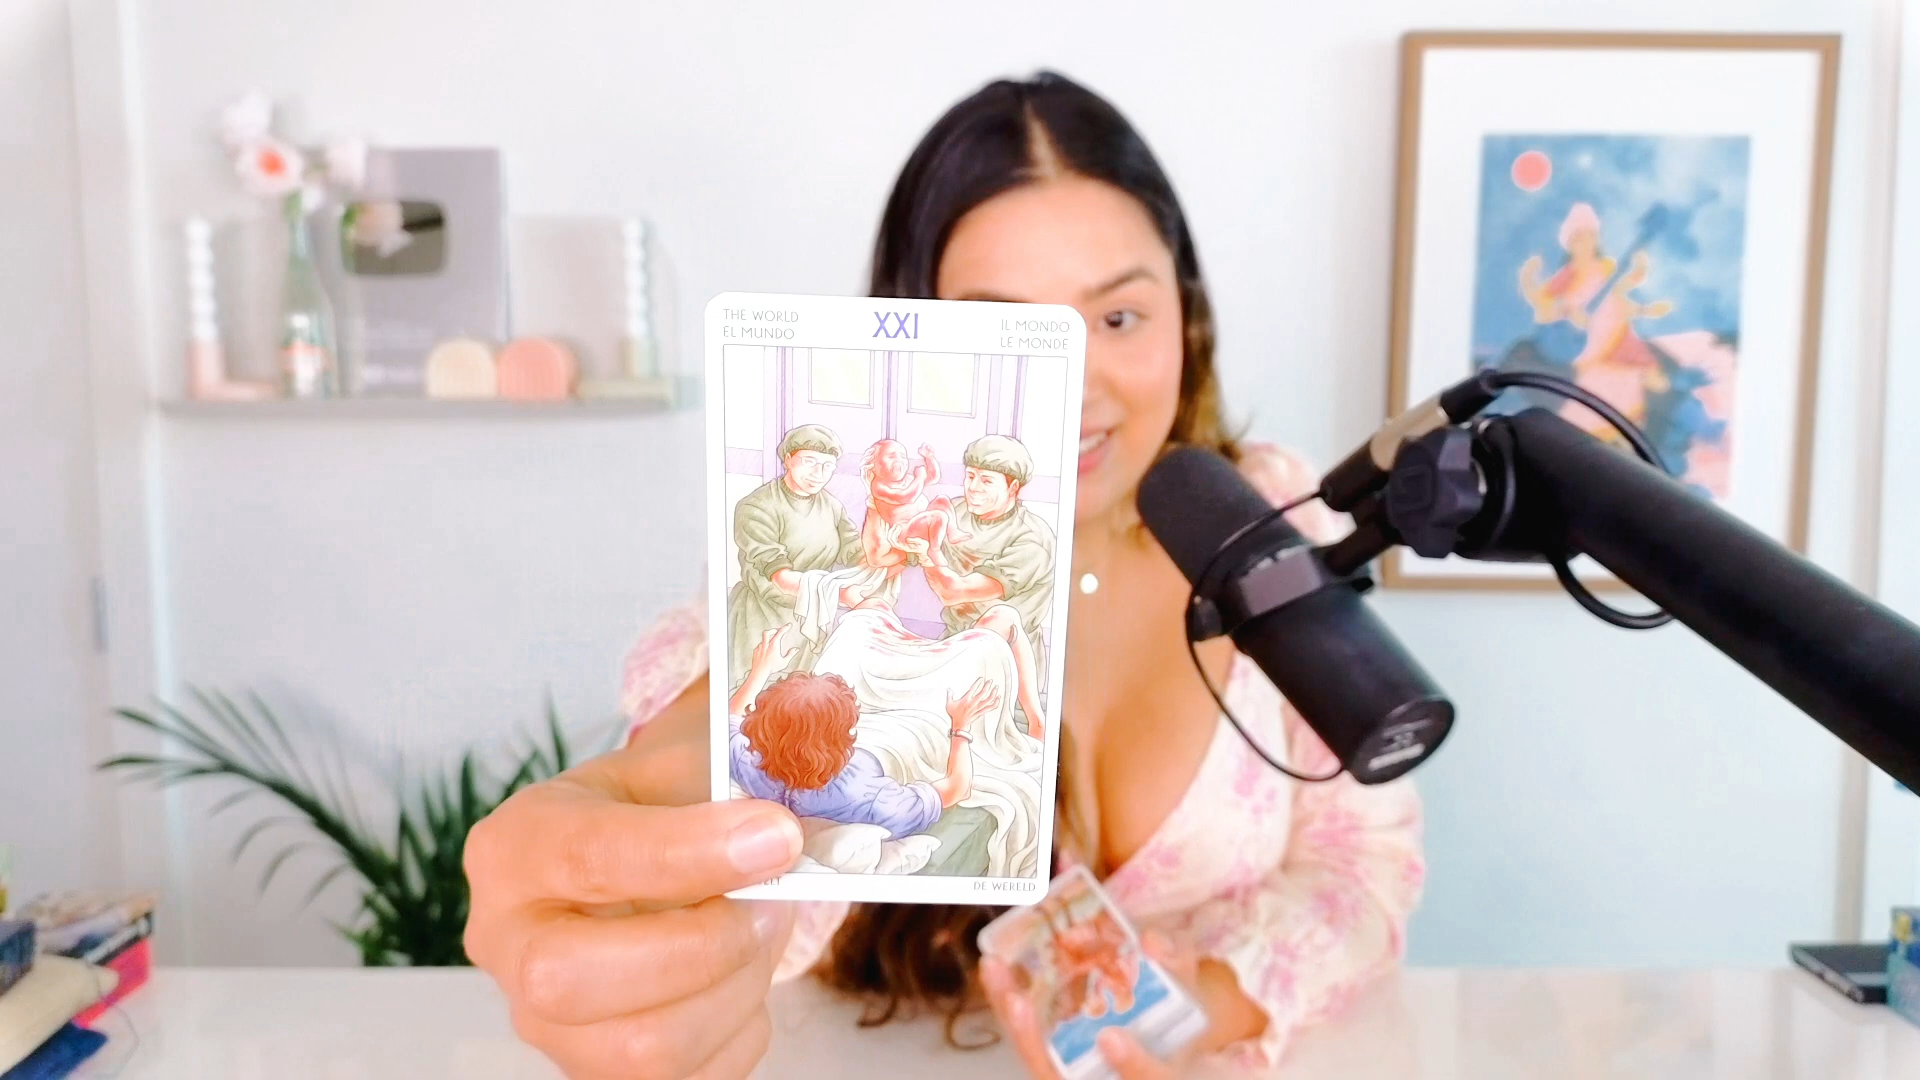 THE WORLD
EL MUNDO
XXI
IL MONDO
LE MONDE
DE WERELD